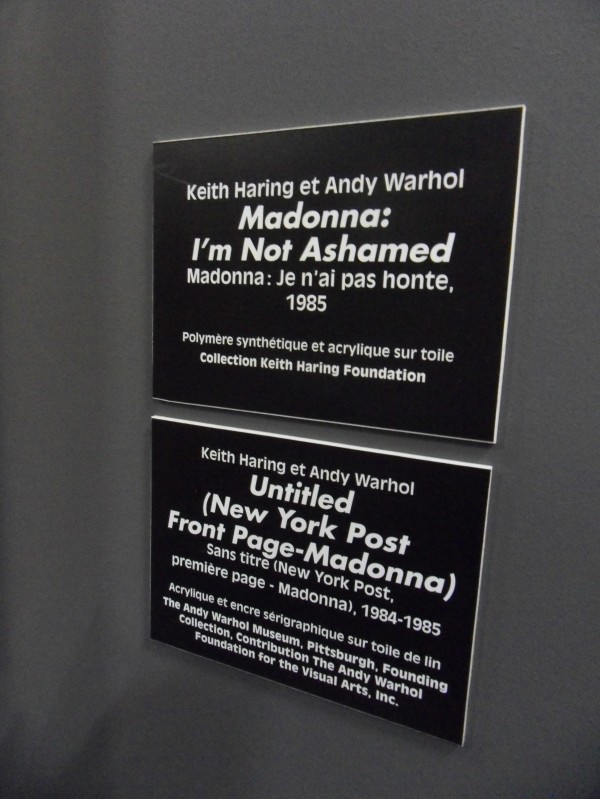 Keith Haring et Andy Warhol
Madonna:
I'm Not Ashamed
Madonna: Je n'ai pas honte,
1985
Polymère synthétique et acrylique sur toile
Collection Keith Haring Foundation
Keith Haring et Andy Warhol
Untitled
(New York Post
Front Page-Madonna)
Sans titre (New York Post,
première page - Madonna), 1984-1985
Acrylique et encre sérigraphique sur toile de lin
The Andy Warhol Museum, Pittsburgh, Founding
Collection, Contribution The Andy Warhol
Foundation for the Visual Arts, Inc.